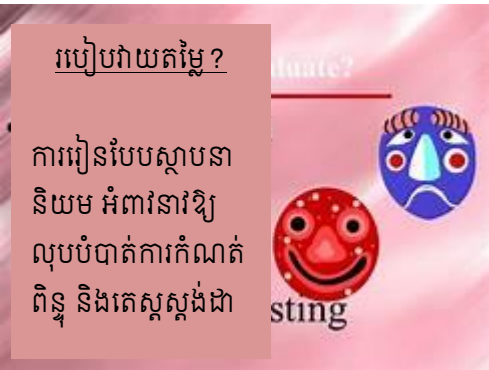 របៀបវាយតម្លៃ?
luate?
ការរៀនបែបស្ថាបនា
និយម អំពាវនាវឱ្យ
លុបបំបាត់ការកំណត់
ពិន្ទុ និងតេស្តស្តង់ដា
sting